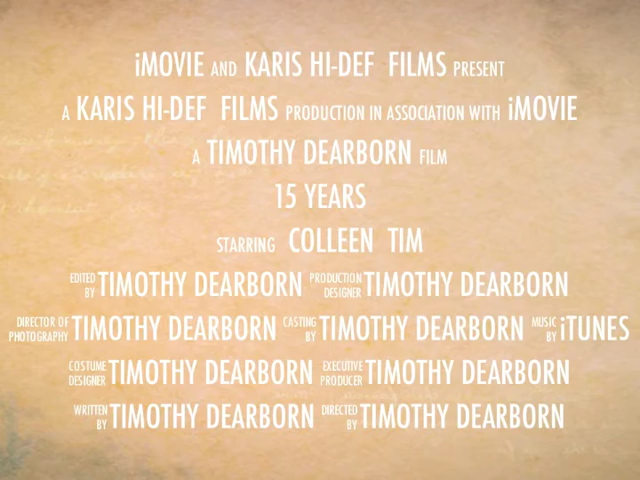 iMOVIE AND KARIS HI-DEF FILMS PRESENT
A KARIS HI-DEF FILMS PRODUCTION IN ASSOCIATION WITH iMOVIE
A TIMOTHY DEARBORN FILM
15 YEARS
STARRING COLLEEN TIM
EDITED BY TIMOTHY DEARBORN PRODUCTION DESIGNER TIMOTHY DEARBORN
DIRECTOR OF PHOTOGRAPHY TIMOTHY DEARBORN CASTING BY TIMOTHY DEARBORN MUSIC BY iTUNES
COSTUME DESIGNER TIMOTHY DEARBORN EXECUTIVE PRODUCER TIMOTHY DEARBORN
WRITTEN BY TIMOTHY DEARBORN DIRECTED BY TIMOTHY DEARBORN